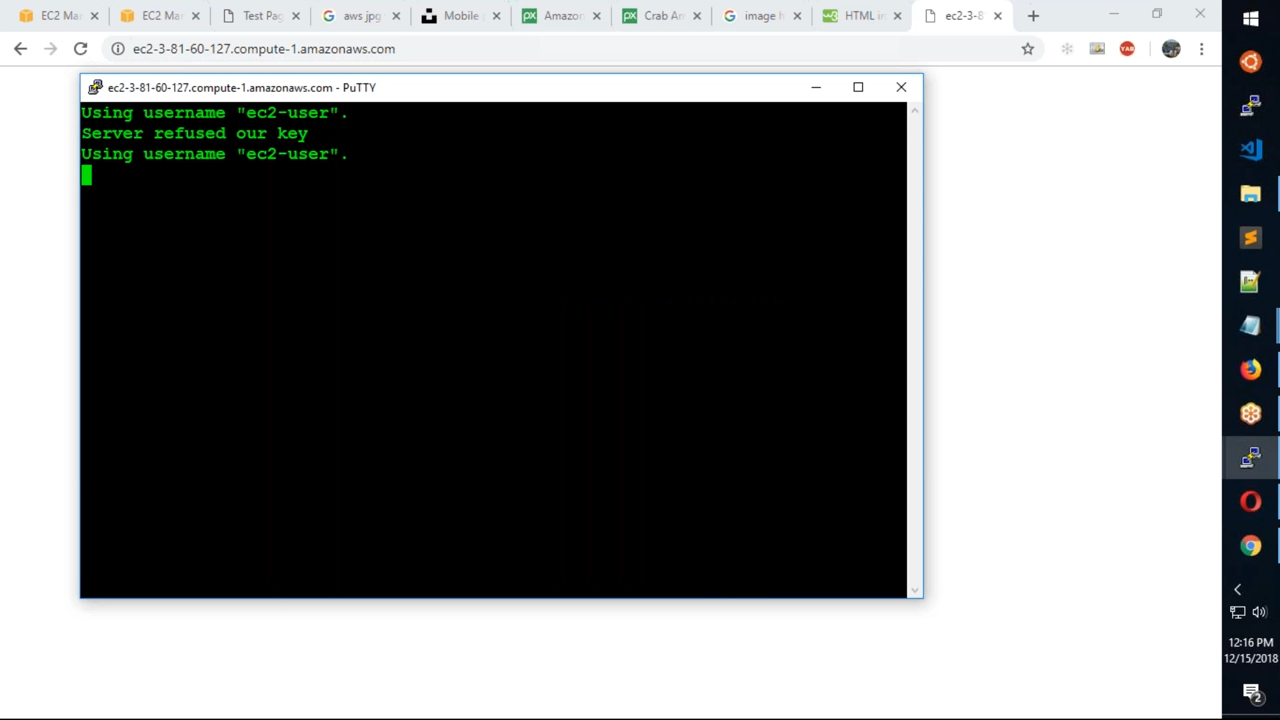 EC2 Ma
EC2 Ma
Test Pag
aws jpg
Mobile
Amazon
Crab An
image h
HTML in
ec2-3-8
ec2-3-81-60-127.compute-1.amazonaws.com
ec2-3-81-60-127.compute-1.amazonaws.com - PuTTY
Using username "ec2-user".
Server refused our key
Using username "ec2-user".
12:16 PM
12/15/2018
2